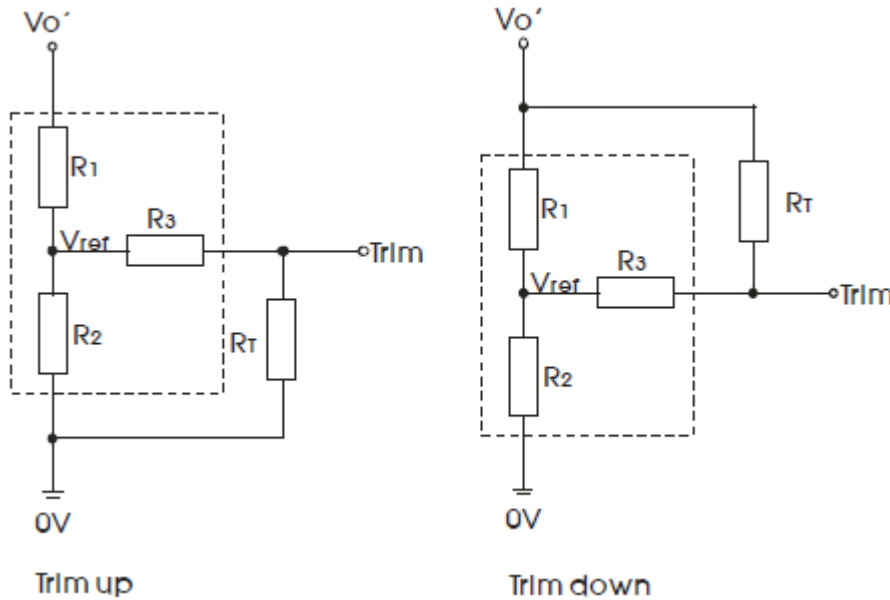 Vo'
R1
Vref
R3
Trim
R2
RT
0V
Trim up
Vo'
R1
RT
Vref
R3
Trim
R2
0V
Trim down